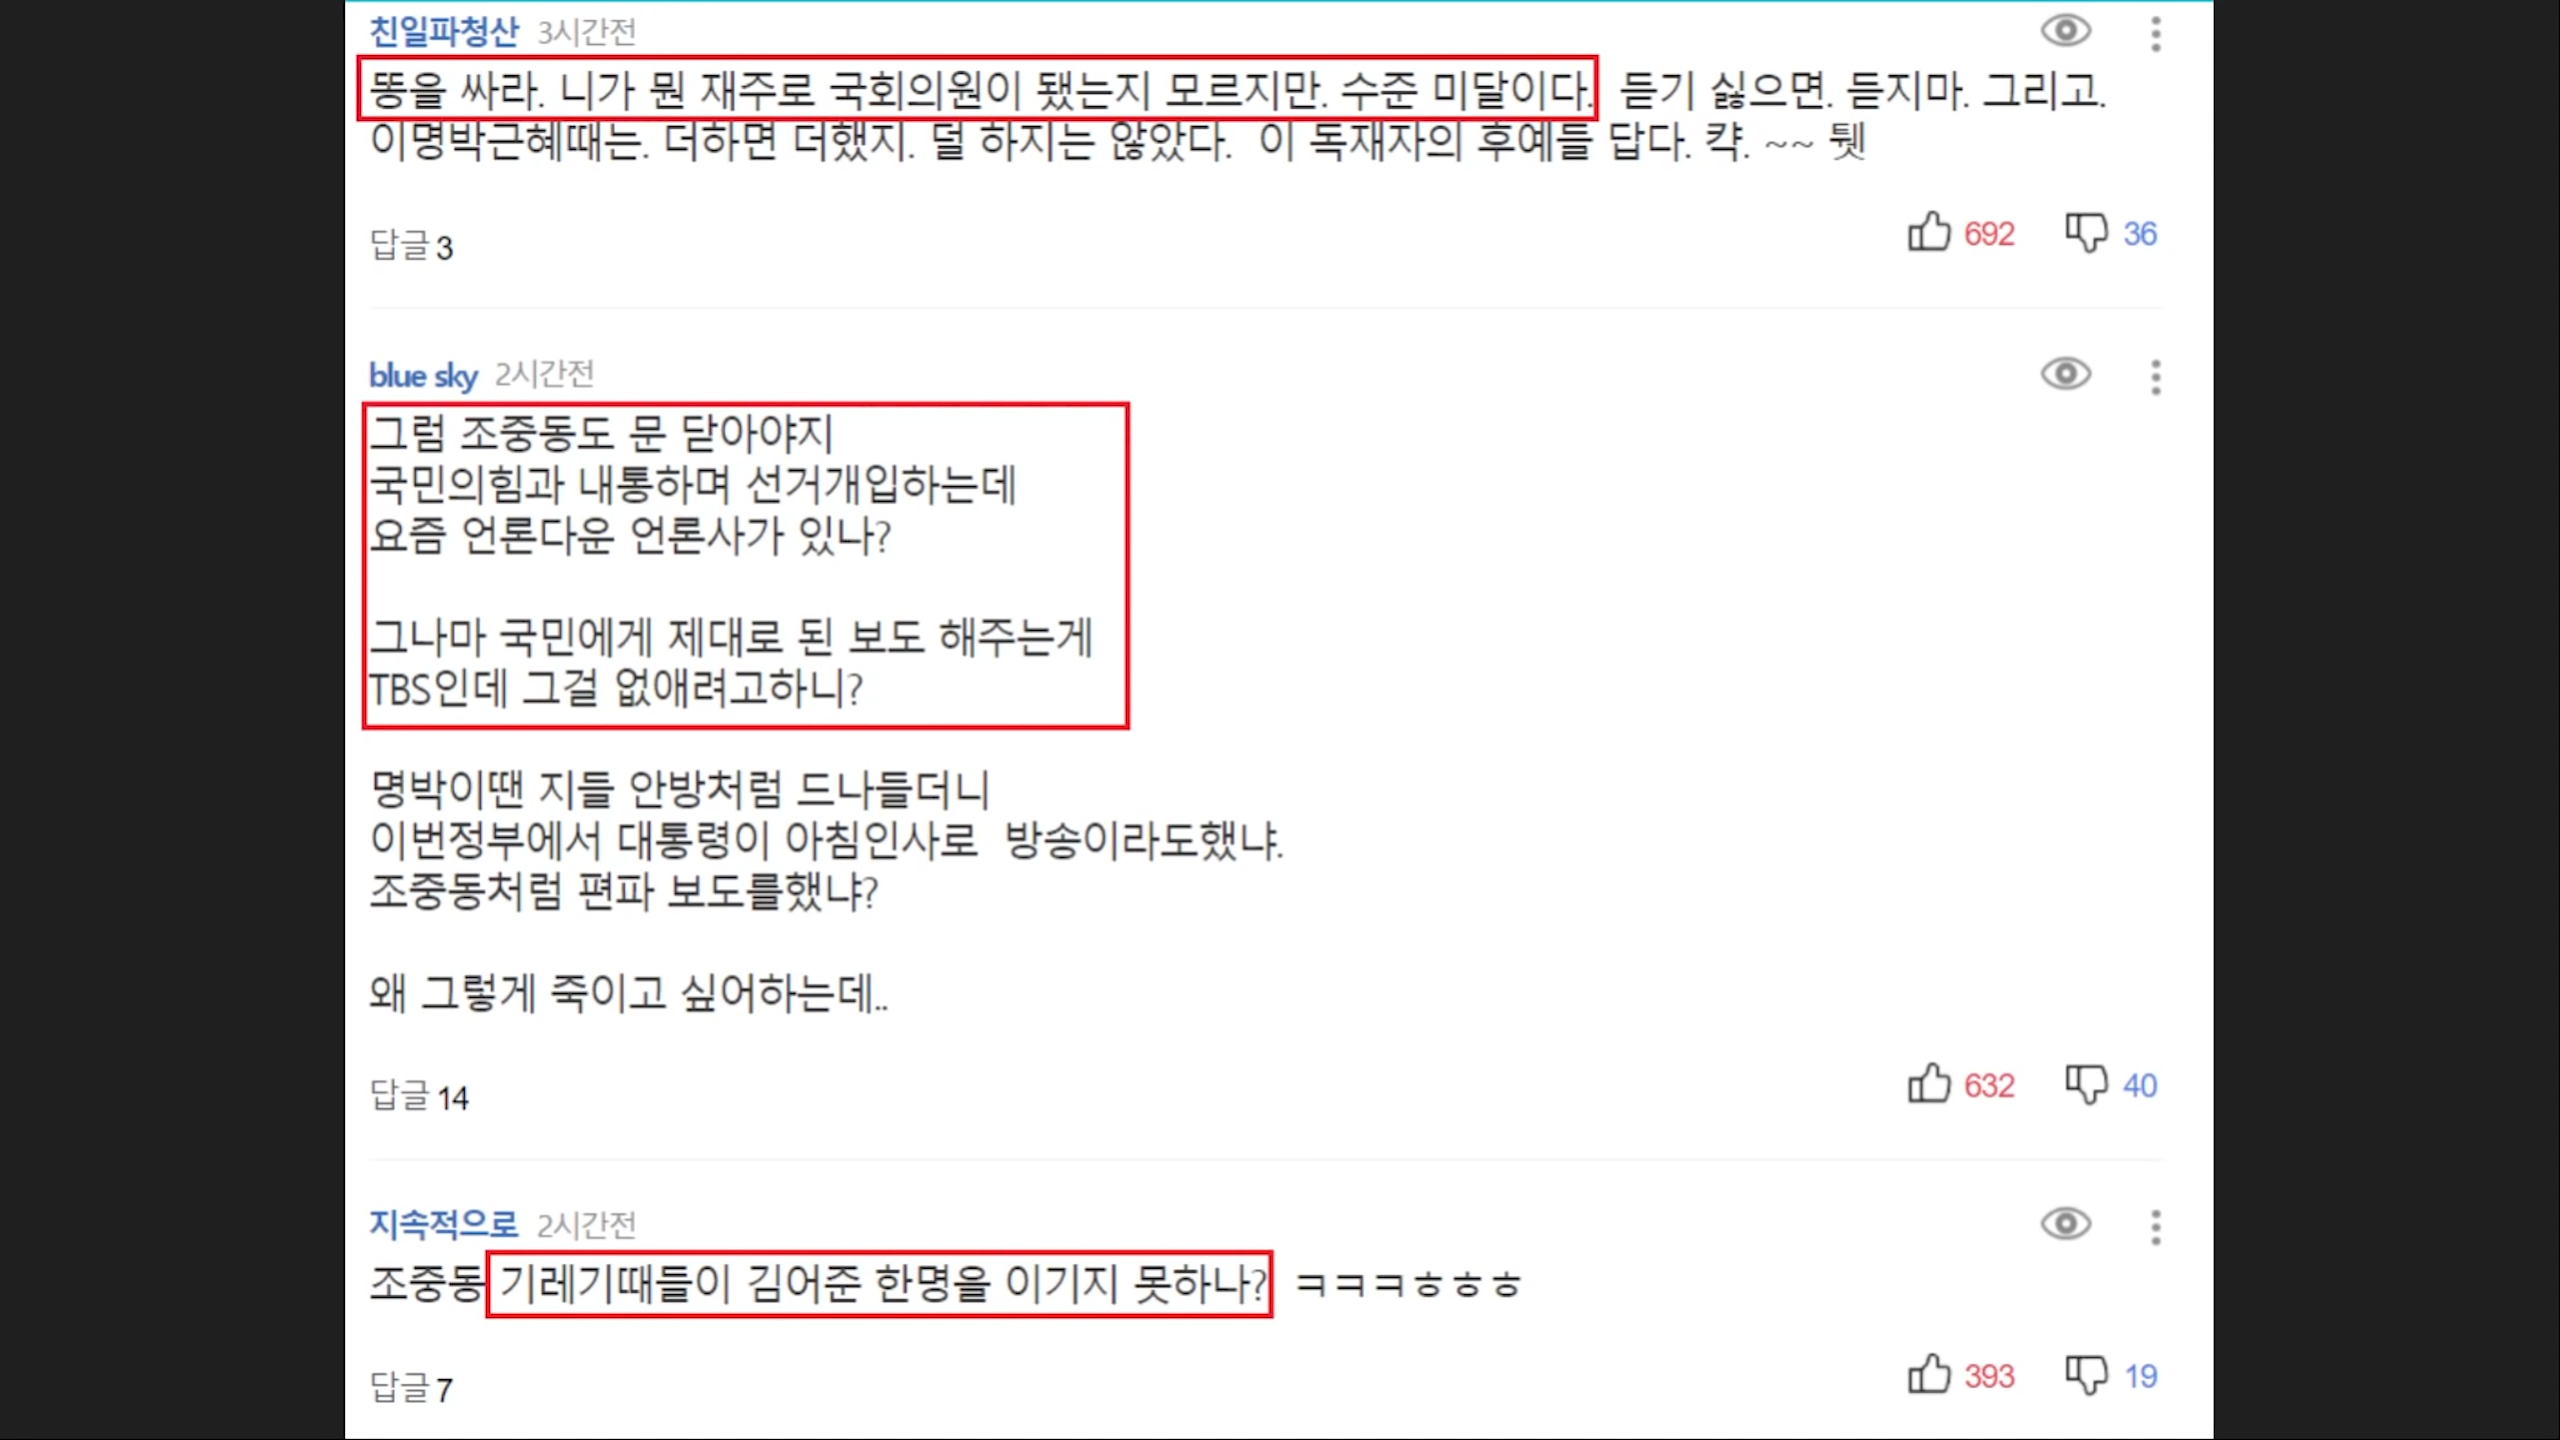 친일파청산 3시간전
똥을 싸라. 니가 뭔 재주로 국회의원이 됐는지 모르지만. 수준 미달이다. 듣기 싫으면. 듣지마. 그리고.
이명박근혜때는. 더하면 더했지. 덜 하지는 않았다. 이 독재자의 후예들 답다. 캭. ~~ 퉷
답글 3
692 36
blue sky 2시간전
그럼 조중동도 문 닫아야지
국민의힘과 내통하며 선거개입하는데
요즘 언론다운 언론사가 있나?
그나마 국민에게 제대로 된 보도 해주는게
TBS인데 그걸 없애려고하니?
명박이땐 지들 안방처럼 드나들더니
이번정부에서 대통령이 아침인사로 방송이라도했냐.
조중동처럼 편파 보도를했냐?
왜 그렇게 죽이고 싶어하는데..
답글 14
632 40
지속적으로 2시간전
조중동 기레기때들이 김어준 한명을 이기지 못하나? ㅋㅋㅋㅎㅎㅎ
답글 7
393 19